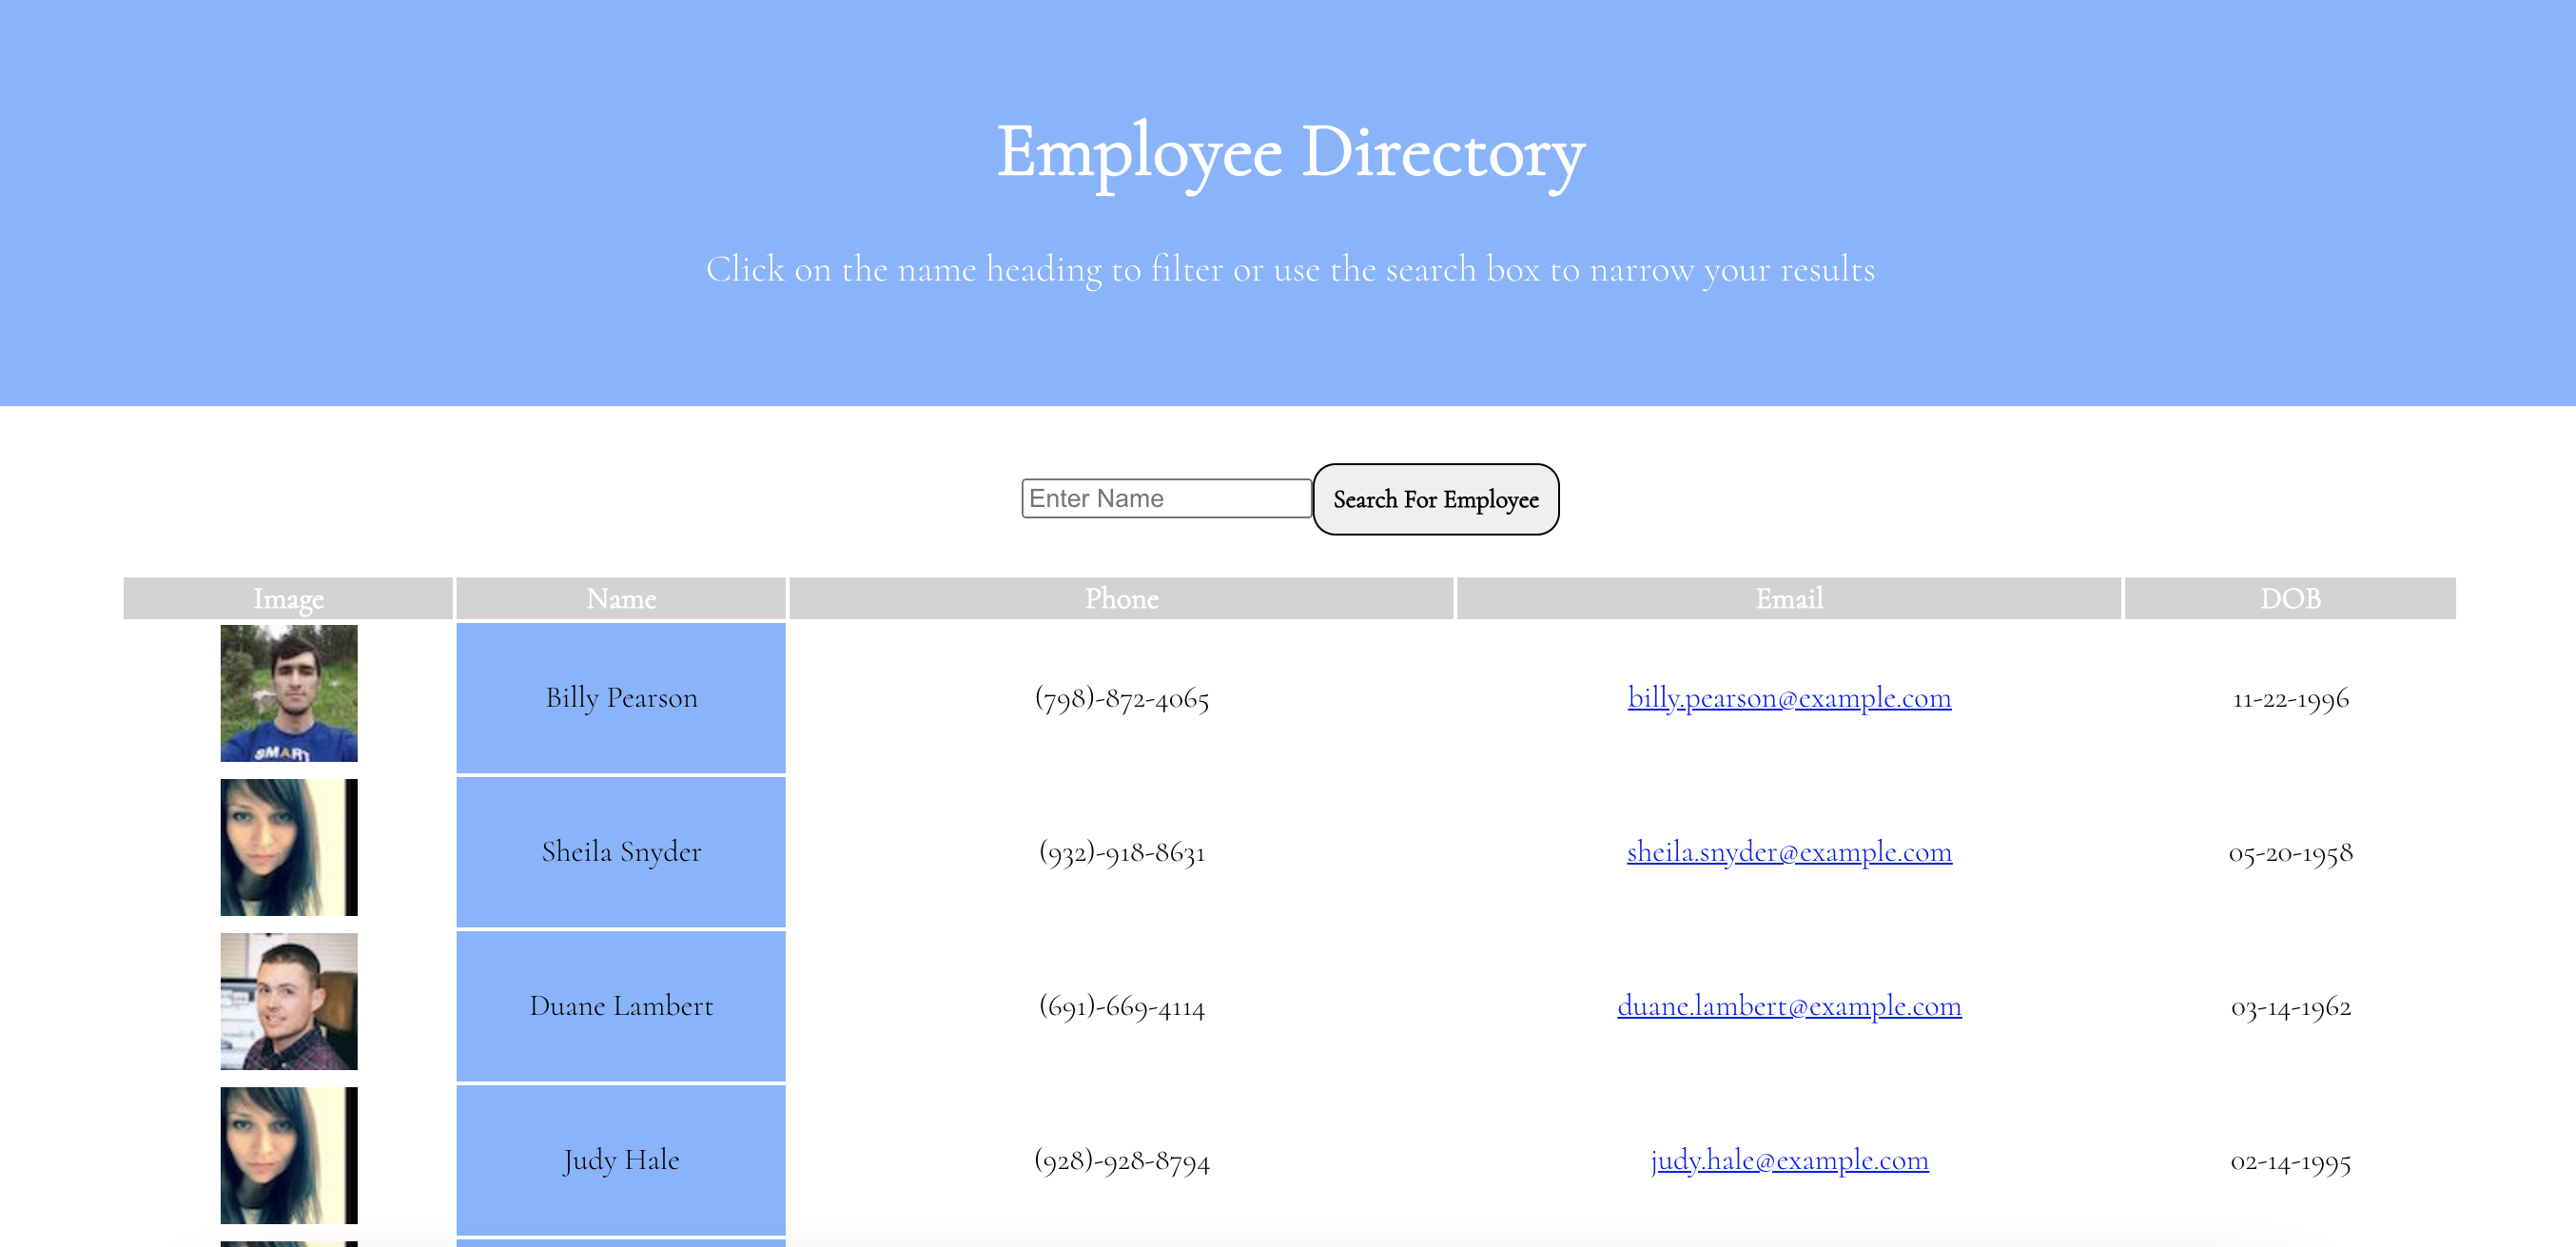 Employee Directory
Click on the name heading to filter or use the search box to narrow your results
Enter Name Search For Employee
Image Name Phone Email DOB
SMART
Billy Pearson (798)-872-4065 billy.pearson@example.com 11-22-1996
Sheila Snyder (932)-918-8631 sheila.snyder@example.com 05-20-1958
Duane Lambert (691)-669-4114 duane.lambert@example.com 03-14-1962
Judy Hale (928)-928-8794 judy.hale@example.com 02-14-1995